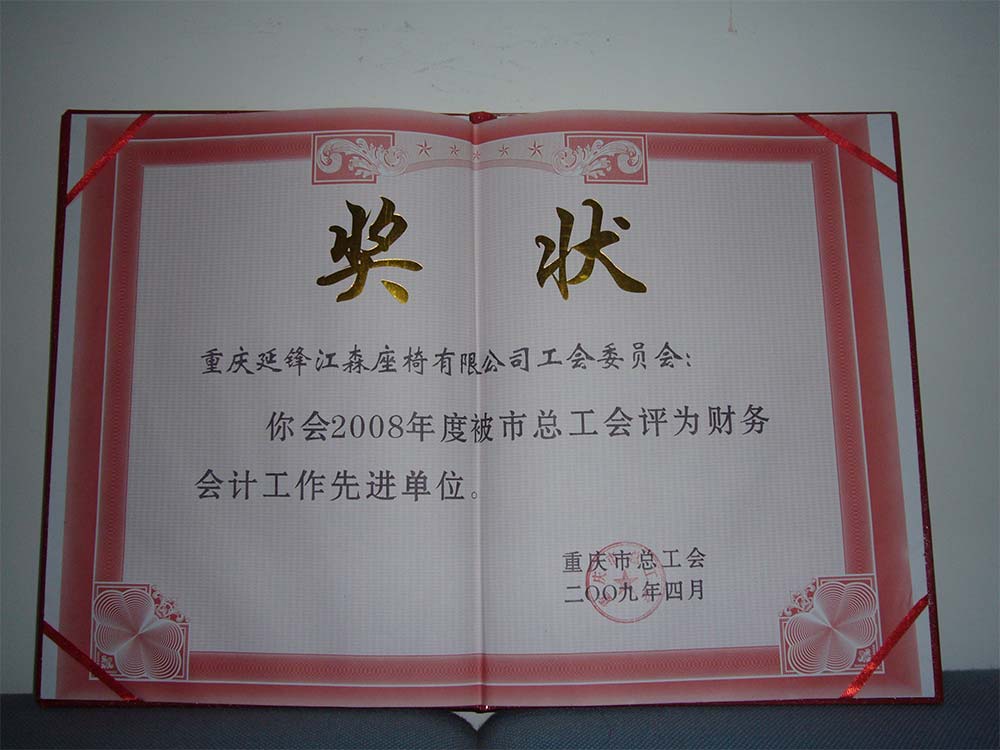 奖状
重庆延锋江森座椅有限公司工会委员会：
你会2008年度被市总工会评为财务
会计工作先进单位。
重庆市总工会
二〇〇九年四月